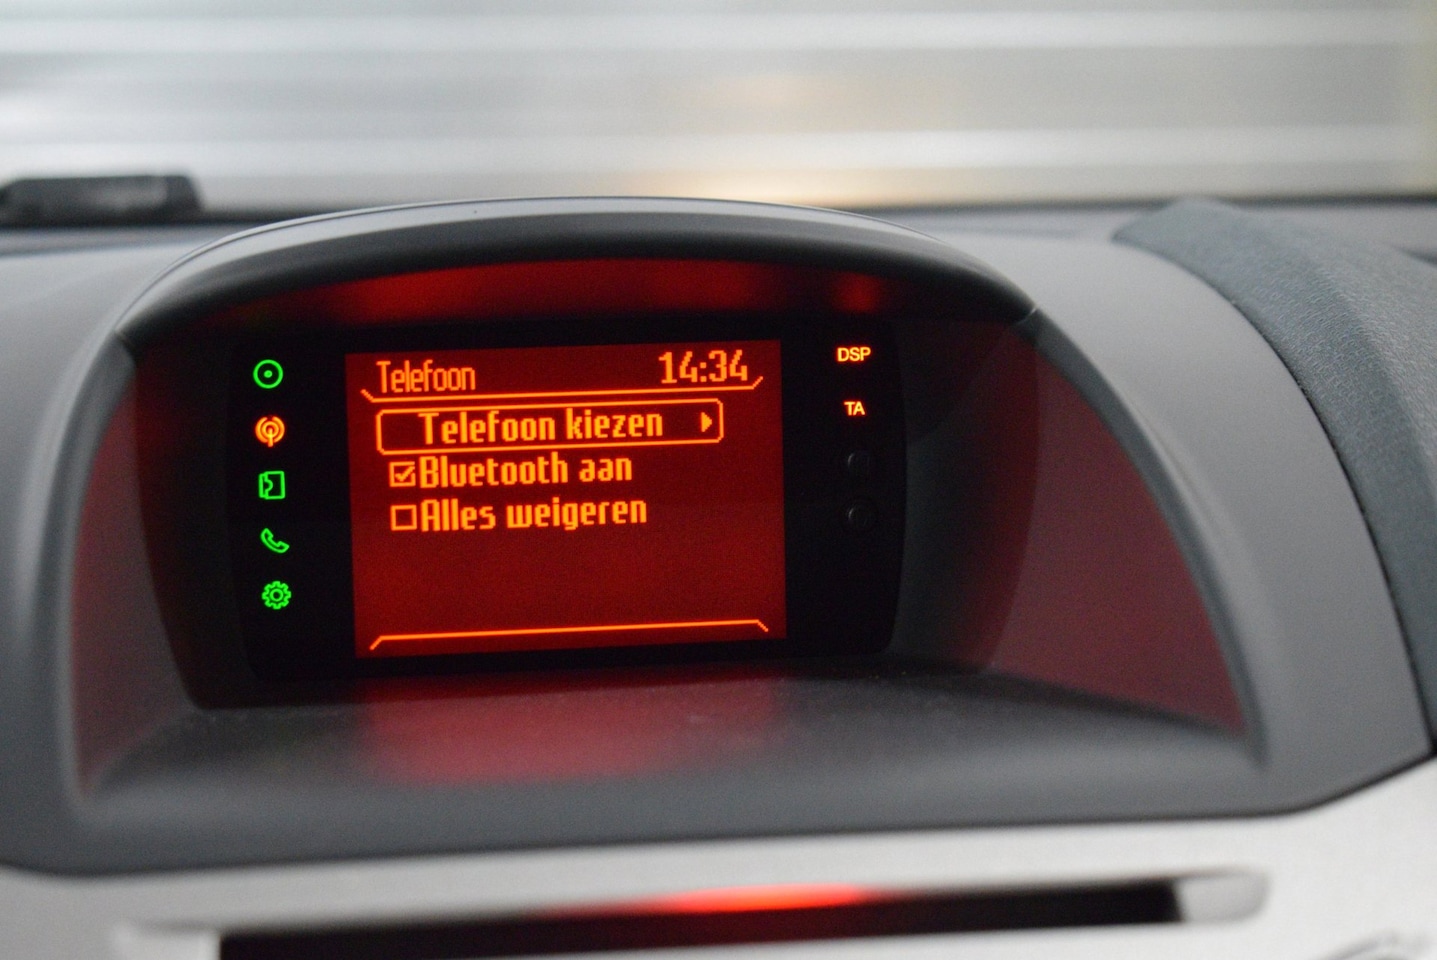 Telefoon 14:34
Telefoon kiezen
Bluetooth aan
Alles weigeren
DSP
TA